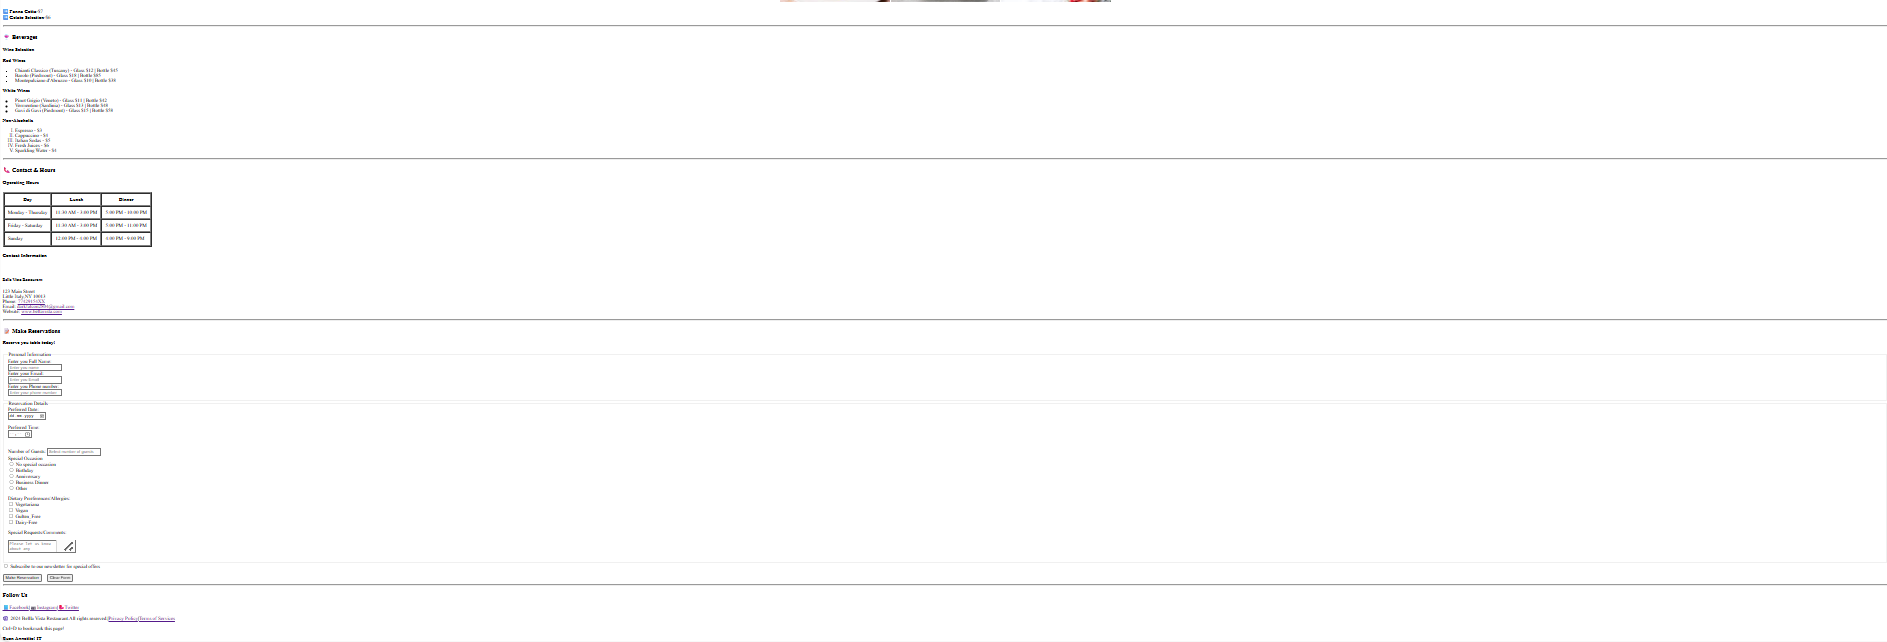 Panna Cotta-$7
Gelato Selection-$6
Beverages
Wine Selection
Red Wines
Chianti Classico (Tuscany) - Glass $12 | Bottle $45
Barolo (Piedmont) - Glass $18 | Bottle $85
Montepulciano d'Abruzzo - Glass $10 | Bottle $38
White Wines
Pinot Grigio (Veneto) - Glass $11 | Bottle $42
Vermentino (Sardinia) - Glass $13 | Bottle $48
Gavi di Gavi (Piedmont) - Glass $15 | Bottle $58
Non-Alcoholic
I. Espresso - $3
II. Cappuccino - $4
III. Italian Sodas - $5
IV. Fresh Juices - $6
V. Sparkling Water - $4
Contact & Hours
Operating Hours
Day Lunch Dinner
Monday - Thursday 11:30 AM - 3:00 PM 5:00 PM - 10:00 PM
Friday - Saturday 11:30 AM - 3:00 PM 5:00 PM - 11:00 PM
Sunday 12:00 PM - 4:00 PM 4:00 PM - 9:00 PM
Contact Information
Bella Vista Restaurant
123 Main Street
Little Italy,NY 10013
Phone:
Email:
Website:
Make Reservations
Reserve you table today!
Personal Information
Enter you Full Name:
Enter you name
Enter your Email:
Enter you Email
Enter you Phone number:
Enter you phone number
Reservation Details
Preferred Date:
dd-mm-yyyy
Preferred Time:
Number of Guests: Select number of guests
Special Occasion:
No special occasion
Birthday
Anniversary
Business Dinner
Other
Dietary Preferences/Allergies:
Vegetarian
Vegan
Gluten_Free
Dairy-Free
Special Requests/Comments:
Please let us know
about any
Subscribe to our newsletter for special offers
Make Reservation Clear Form
Follow Us
Facebook| Instagram| Twitter
2024 Bella Vista Restaurant.All rights reserved.|Privacy Policy|Terms of Services
Ctrl+D to bookmark this page!
Buon Appetito! IT